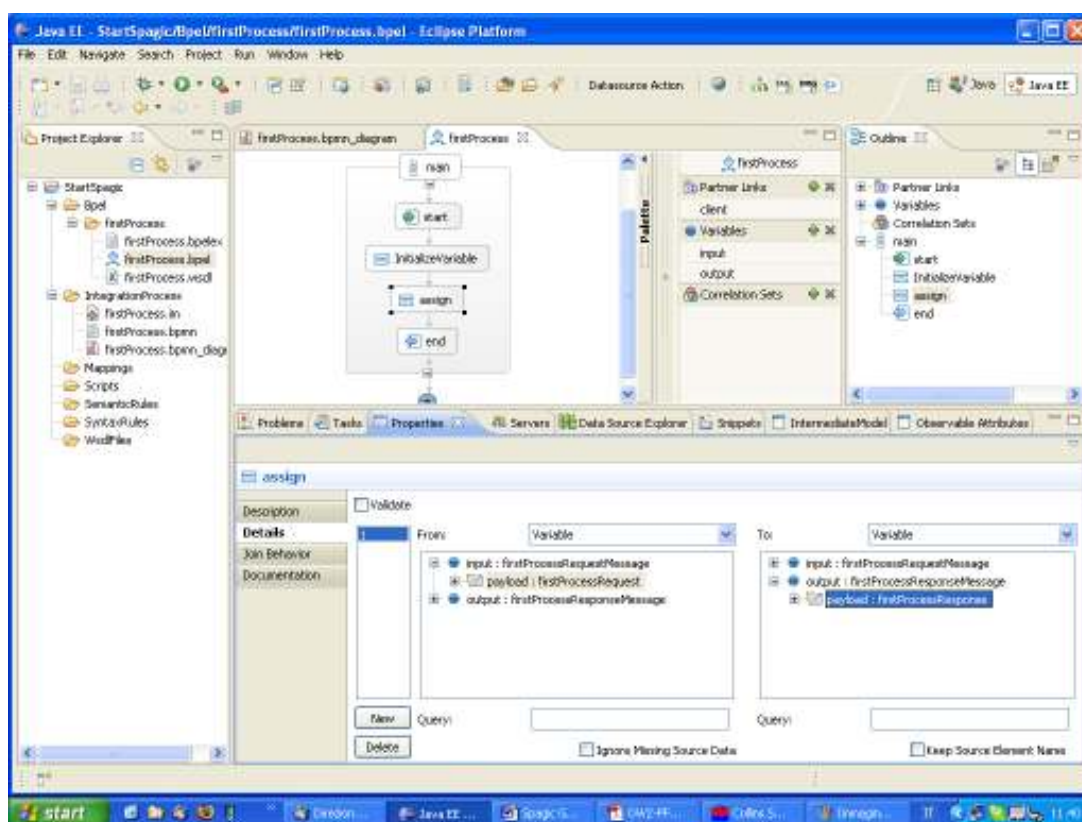 Java EE - StartSpagic/Bpel/firstProcess/firstProcess.bpel - Eclipse Platform
File Edit Navigate Search Project Run Window Help
Datasource Action
Java
Java EE
Project Explorer
StartSpagic
Bpel
firstProcess
firstProcess.bpelex
firstProcess.bpel
firstProcess.wsdl
IntegrationProcess
firstProcess.im
firstProcess.bpmn
firstProcess.bpmn_diagr
Mappings
Scripts
SemanticRules
SyntaxRules
WsdlFiles
firstProcess.bpmn_diagram
firstProcess
main
start
InitializeVariable
assign
end
Palette
firstProcess
Partner Links
client
Variables
input
output
Correlation Sets
Outline
Partner Links
Variables
Correlation Sets
main
start
InitializeVariable
assign
end
Problems
Tasks
Properties
Servers
Data Source Explorer
Snippets
IntermediateModel
Observable Attributes
assign
Description
Details
Join Behavior
Documentation
Validate
1
From:
Variable
input : firstProcessRequestMessage
payload : firstProcessRequest
output : firstProcessResponseMessage
To:
Variable
input : firstProcessRequestMessage
output : firstProcessResponseMessage
payload : firstProcessResponse
New
Delete
Query:
Ignore Missing Source Data
Query:
Keep Source Element Name
start
Java EE ...
IT